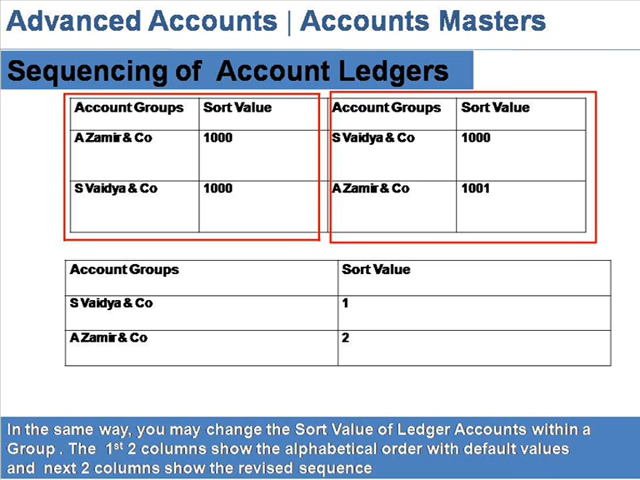 Advanced Accounts | Accounts Masters
Sequencing of Account Ledgers
Account Groups Sort Value Account Groups Sort Value
A Zamir & Co 1000 S Vaidya & Co 1000
S Vaidya & Co 1000 A Zamir & Co 1001
Account Groups Sort Value
S Vaidya & Co 1
A Zamir & Co 2
In the same way, you may change the Sort Value of Ledger Accounts within a
Group . The 1st 2 columns show the alphabetical order with default values
and next 2 columns show the revised sequence